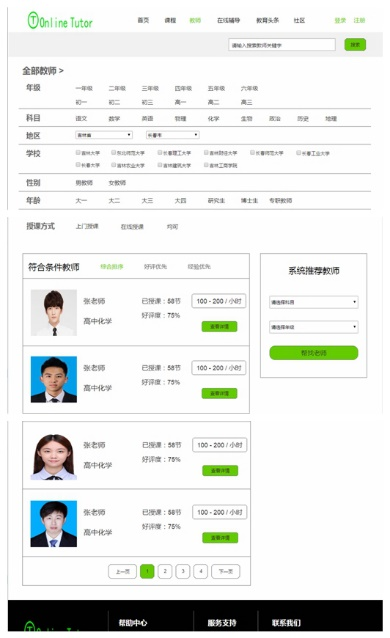 Online Tutor 首页 课程 教师 在线辅导 教育头条 社区 登录 注册
请输入搜索教师关键字 搜索
全部教师 >
年级 一年级 二年级 三年级 四年级 五年级 六年级
初一 初二 初三 高一 高二 高三
科目 语文 数学 英语 物理 化学 生物 政治 历史 地理
地区 吉林省 长春市
学校 吉林大学 东北师范大学 长春理工大学 吉林财经大学 长春师范大学 长春工业大学
长春大学 吉林农业大学 吉林建筑大学 吉林工商学院
性别 男教师 女教师
年龄 大一 大二 大三 大四 研究生 博士生 专职教师
授课方式 上门授课 在线授课 均可
符合条件教师 综合排序 好评优先 经验优先
系统推荐教师
请选择科目
请选择年级
帮找老师
张老师 已授课：58节 100 - 200 / 小时
高中化学 好评度：75% 查看详情
张老师 已授课：58节 100 - 200 / 小时
高中化学 好评度：75% 查看详情
张老师 已授课：58节 100 - 200 / 小时
高中化学 好评度：75% 查看详情
张老师 已授课：58节 100 - 200 / 小时
高中化学 好评度：75% 查看详情
上一页 1 2 3 4 下一页
Online Tutor 帮助中心 服务支持 联系我们